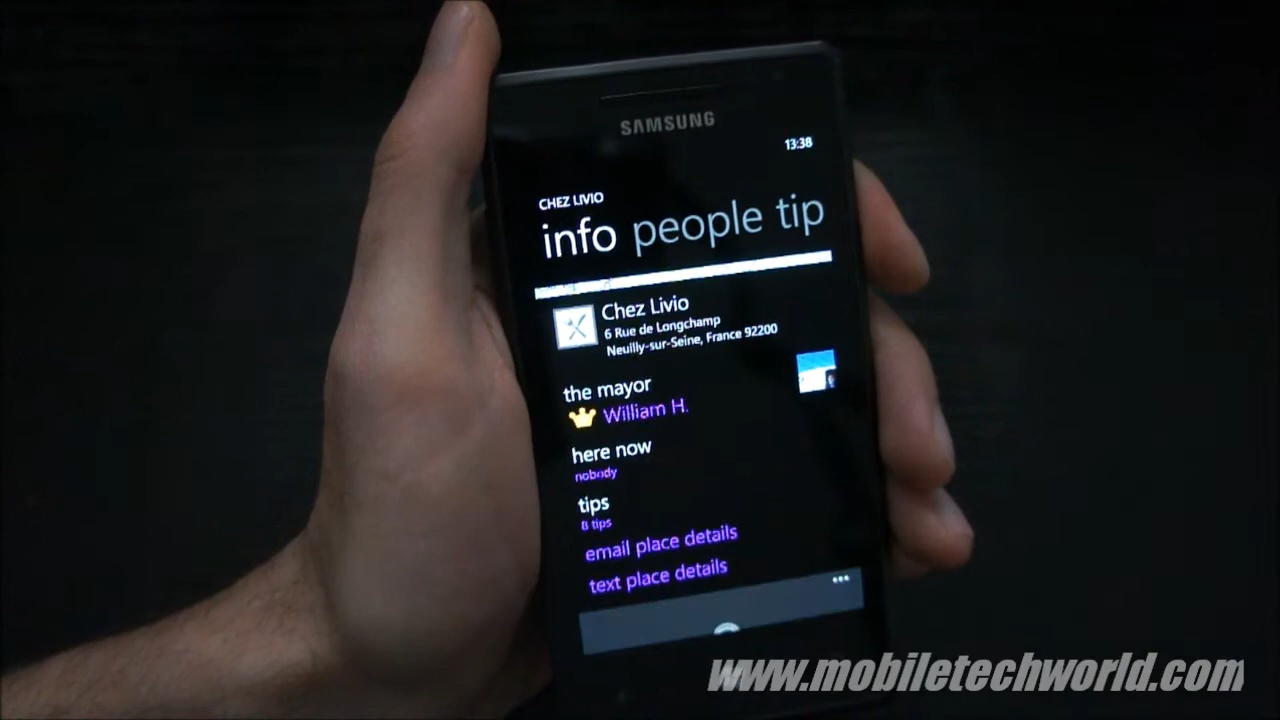 SAMSUNG
13:38
CHEZ LIVIO
info people tip
Chez Livio
6 Rue de Longchamp
Neuilly-sur-Seine, France 92200
the mayor
William H.
here now
nobody
tips
8 tips
email place details
text place details
www.mobiletechworld.com